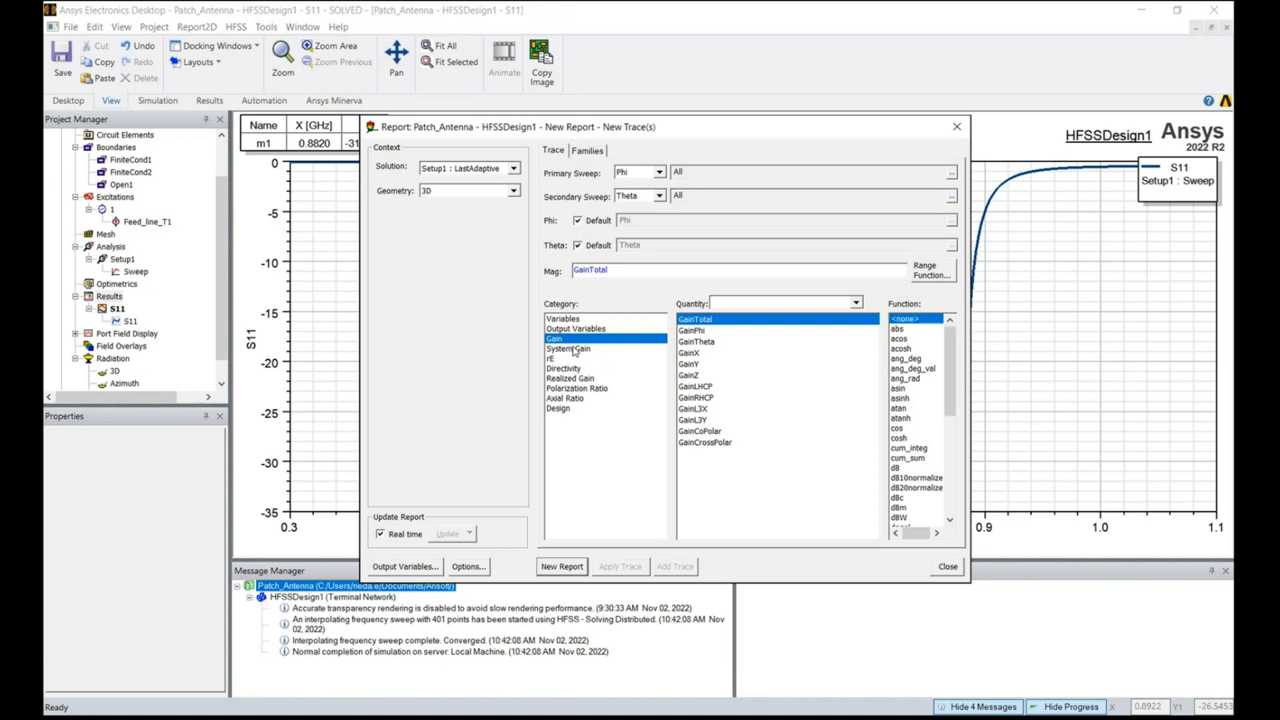 Ansys Electronics Desktop - Patch_Antenna - HFSSDesign1 - S11 - SOLVED - [Patch_Antenna - HFSSDesign1 - S11]
File Edit View Project Report2D HFSS Tools Window Help
Save
Cut
Copy
Paste
Undo
Redo
Delete
Docking Windows
Layouts
Zoom
Zoom Area
Zoom Previous
Pan
Fit All
Fit Selected
Animate
Copy
Image
Desktop View Simulation Results Automation Ansys Minerva
Project Manager
Circuit Elements
Boundaries
FiniteCond1
FiniteCond2
Open1
Excitations
1
Feed_line_T1
Mesh
Analysis
Setup1
Sweep
Optimetrics
Results
S11
S11
Port Field Display
Field Overlays
Radiation
3D
Azimuth
Properties
Name X [GHz]
m1 0.8820 -31
HFSSDesign1
Ansys
2022 R2
S11
Setup1 : Sweep
S11
0
-5
-10
-15
-20
-25
-30
-35
0.3 0.9 1.0 1.1
Report: Patch_Antenna - HFSSDesign1 - New Report - New Trace(s)
Context
Solution: Setup1 : LastAdaptive
Geometry: 3D
Update Report
Real time Update
Output Variables... Options...
Trace Families
Primary Sweep: Phi All ...
Secondary Sweep: Theta All ...
Phi: Default Phi ...
Theta: Default Theta ...
Mag: GainTotal
Range
Function...
Category:
Variables
Output Variables
Gain
System Gain
rE
Directivity
Realized Gain
Polarization Ratio
Axial Ratio
Design
Quantity:
GainTotal
GainPhi
GainTheta
GainX
GainY
GainZ
GainLHCP
GainRHCP
GainL3X
GainL3Y
GainCoPolar
GainCrossPolar
Function:
<none>
abs
acos
acosh
ang_deg
ang_deg_val
ang_rad
asin
asinh
atan
atanh
cos
cosh
cum_integ
cum_sum
dB
dB10normalize
dB20normalize
dBc
dBm
dBW
New Report Apply Trace Add Trace Close
Message Manager
Patch_Antenna (C:/Users/neda.e/Documents/Ansoft/)
HFSSDesign1 (Terminal Network)
Accurate transparency rendering is disabled to avoid slow rendering performance. (9:30:33 AM Nov 02, 2022)
An interpolating frequency sweep with 401 points has been started using HFSS - Solving Distributed. (10:42:08 AM Nov
02, 2022)
Interpolating frequency sweep complete. Converged. (10:42:08 AM Nov 02, 2022)
Normal completion of simulation on server: Local Machine. (10:42:08 AM Nov 02, 2022)
Ready
Hide 4 Messages Hide Progress X 0.8922 Y1 -26.5453